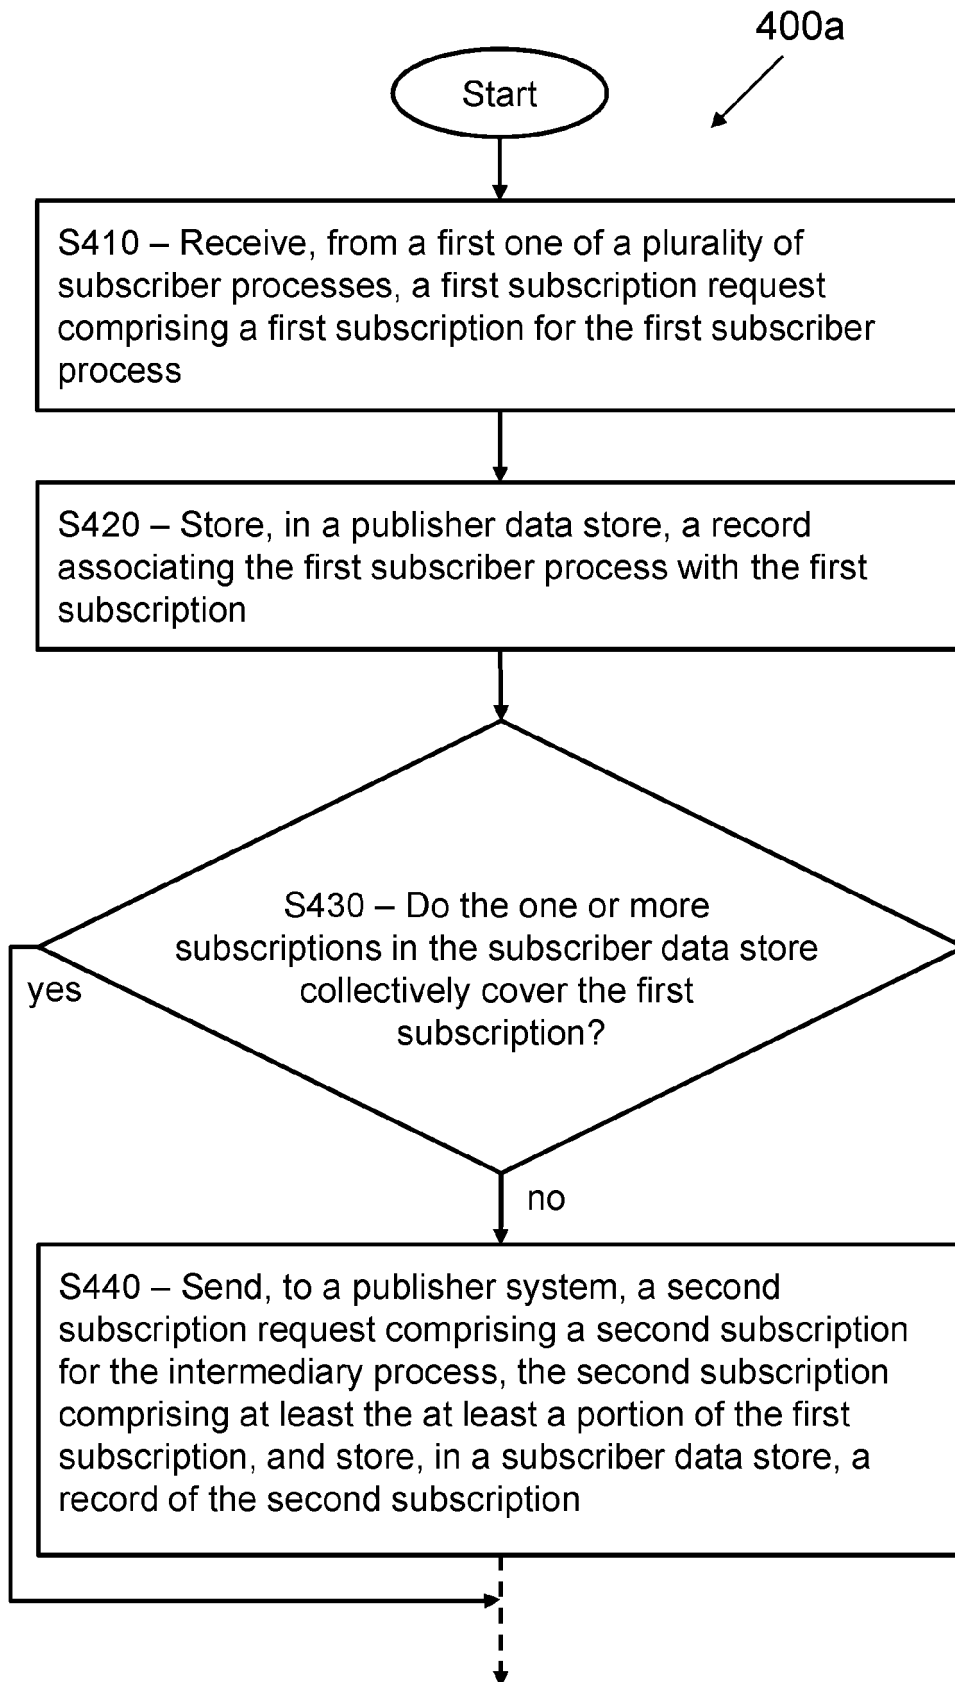 400a
Start
S410 – Receive, from a first one of a plurality of
subscriber processes, a first subscription request
comprising a first subscription for the first subscriber
process
S420 – Store, in a publisher data store, a record
associating the first subscriber process with the first
subscription
S430 – Do the one or more
subscriptions in the subscriber data store
collectively cover the first
subscription?
yes
no
S440 – Send, to a publisher system, a second
subscription request comprising a second subscription
for the intermediary process, the second subscription
comprising at least the at least a portion of the first
subscription, and store, in a subscriber data store, a
record of the second subscription